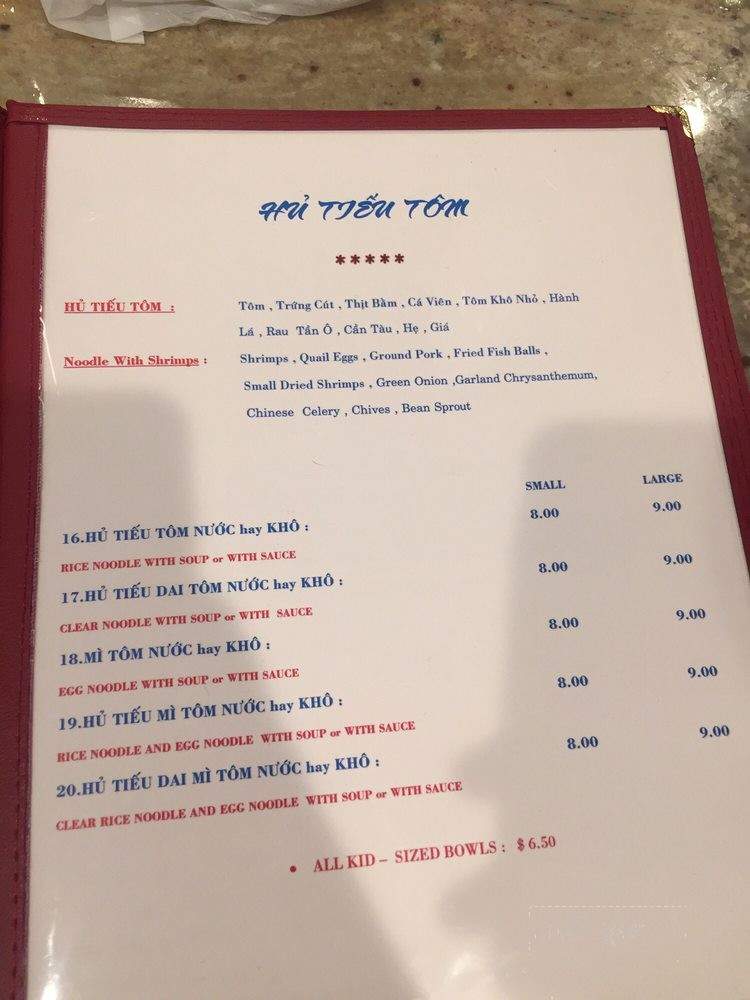 HỦ TIẾU TÔM
*****
HỦ TIẾU TÔM : Tôm , Trứng Cút , Thịt Bằm , Cá Viên , Tôm Khô Nhỏ , Hành
Lá , Rau Tần Ô , Cần Tàu , Hẹ , Giá
Noodle With Shrimps : Shrimps , Quail Eggs , Ground Pork , Fried Fish Balls ,
Small Dried Shrimps , Green Onion ,Garland Chrysanthemum,
Chinese Celery , Chives , Bean Sprout
SMALL LARGE
16.HỦ TIẾU TÔM NƯỚC hay KHÔ : 8.00 9.00
RICE NOODLE WITH SOUP or WITH SAUCE
17.HỦ TIẾU DAI TÔM NƯỚC hay KHÔ : 8.00 9.00
CLEAR NOODLE WITH SOUP or WITH SAUCE
18.MÌ TÔM NƯỚC hay KHÔ : 8.00 9.00
EGG NOODLE WITH SOUP or WITH SAUCE
19.HỦ TIẾU MÌ TÔM NƯỚC hay KHÔ : 8.00 9.00
RICE NOODLE AND EGG NOODLE WITH SOUP or WITH SAUCE
20.HỦ TIẾU DAI MÌ TÔM NƯỚC hay KHÔ : 8.00 9.00
CLEAR RICE NOODLE AND EGG NOODLE WITH SOUP or WITH SAUCE
• ALL KID – SIZED BOWLS : $ 6.50